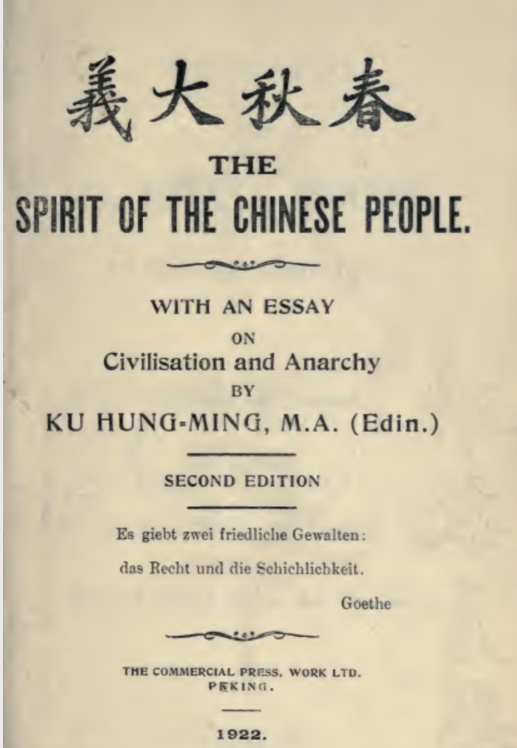 春秋大義
THE
SPIRIT OF THE CHINESE PEOPLE.
WITH AN ESSAY
ON
Civilisation and Anarchy
BY
KU HUNG-MING, M.A. (Edin.)
SECOND EDITION
Es giebt zwei friedliche Gewalten:
das Recht und die Schichlichbkeit.
Goethe
THE COMMERCIAL PRESS, WORK LTD.
PEKING.
1922.